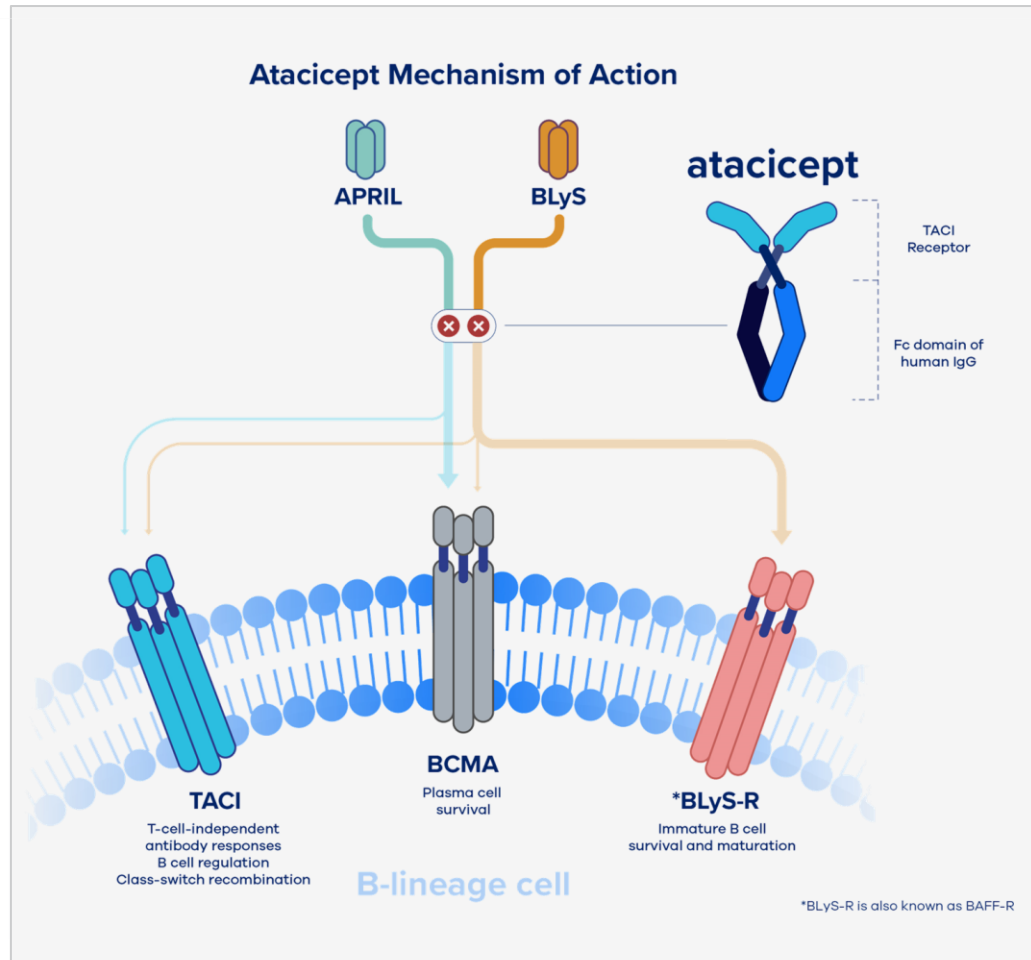 Atacicept Mechanism of Action
APRIL
BLyS
atacicept
TACI
Receptor
Fc domain of
human IgG
TACI
T-cell-independent
antibody responses
B cell regulation
Class-switch recombination
BCMA
Plasma cell
survival
*BLyS-R
Immature B cell
survival and maturation
B-lineage cell
*BLyS-R is also known as BAFF-R